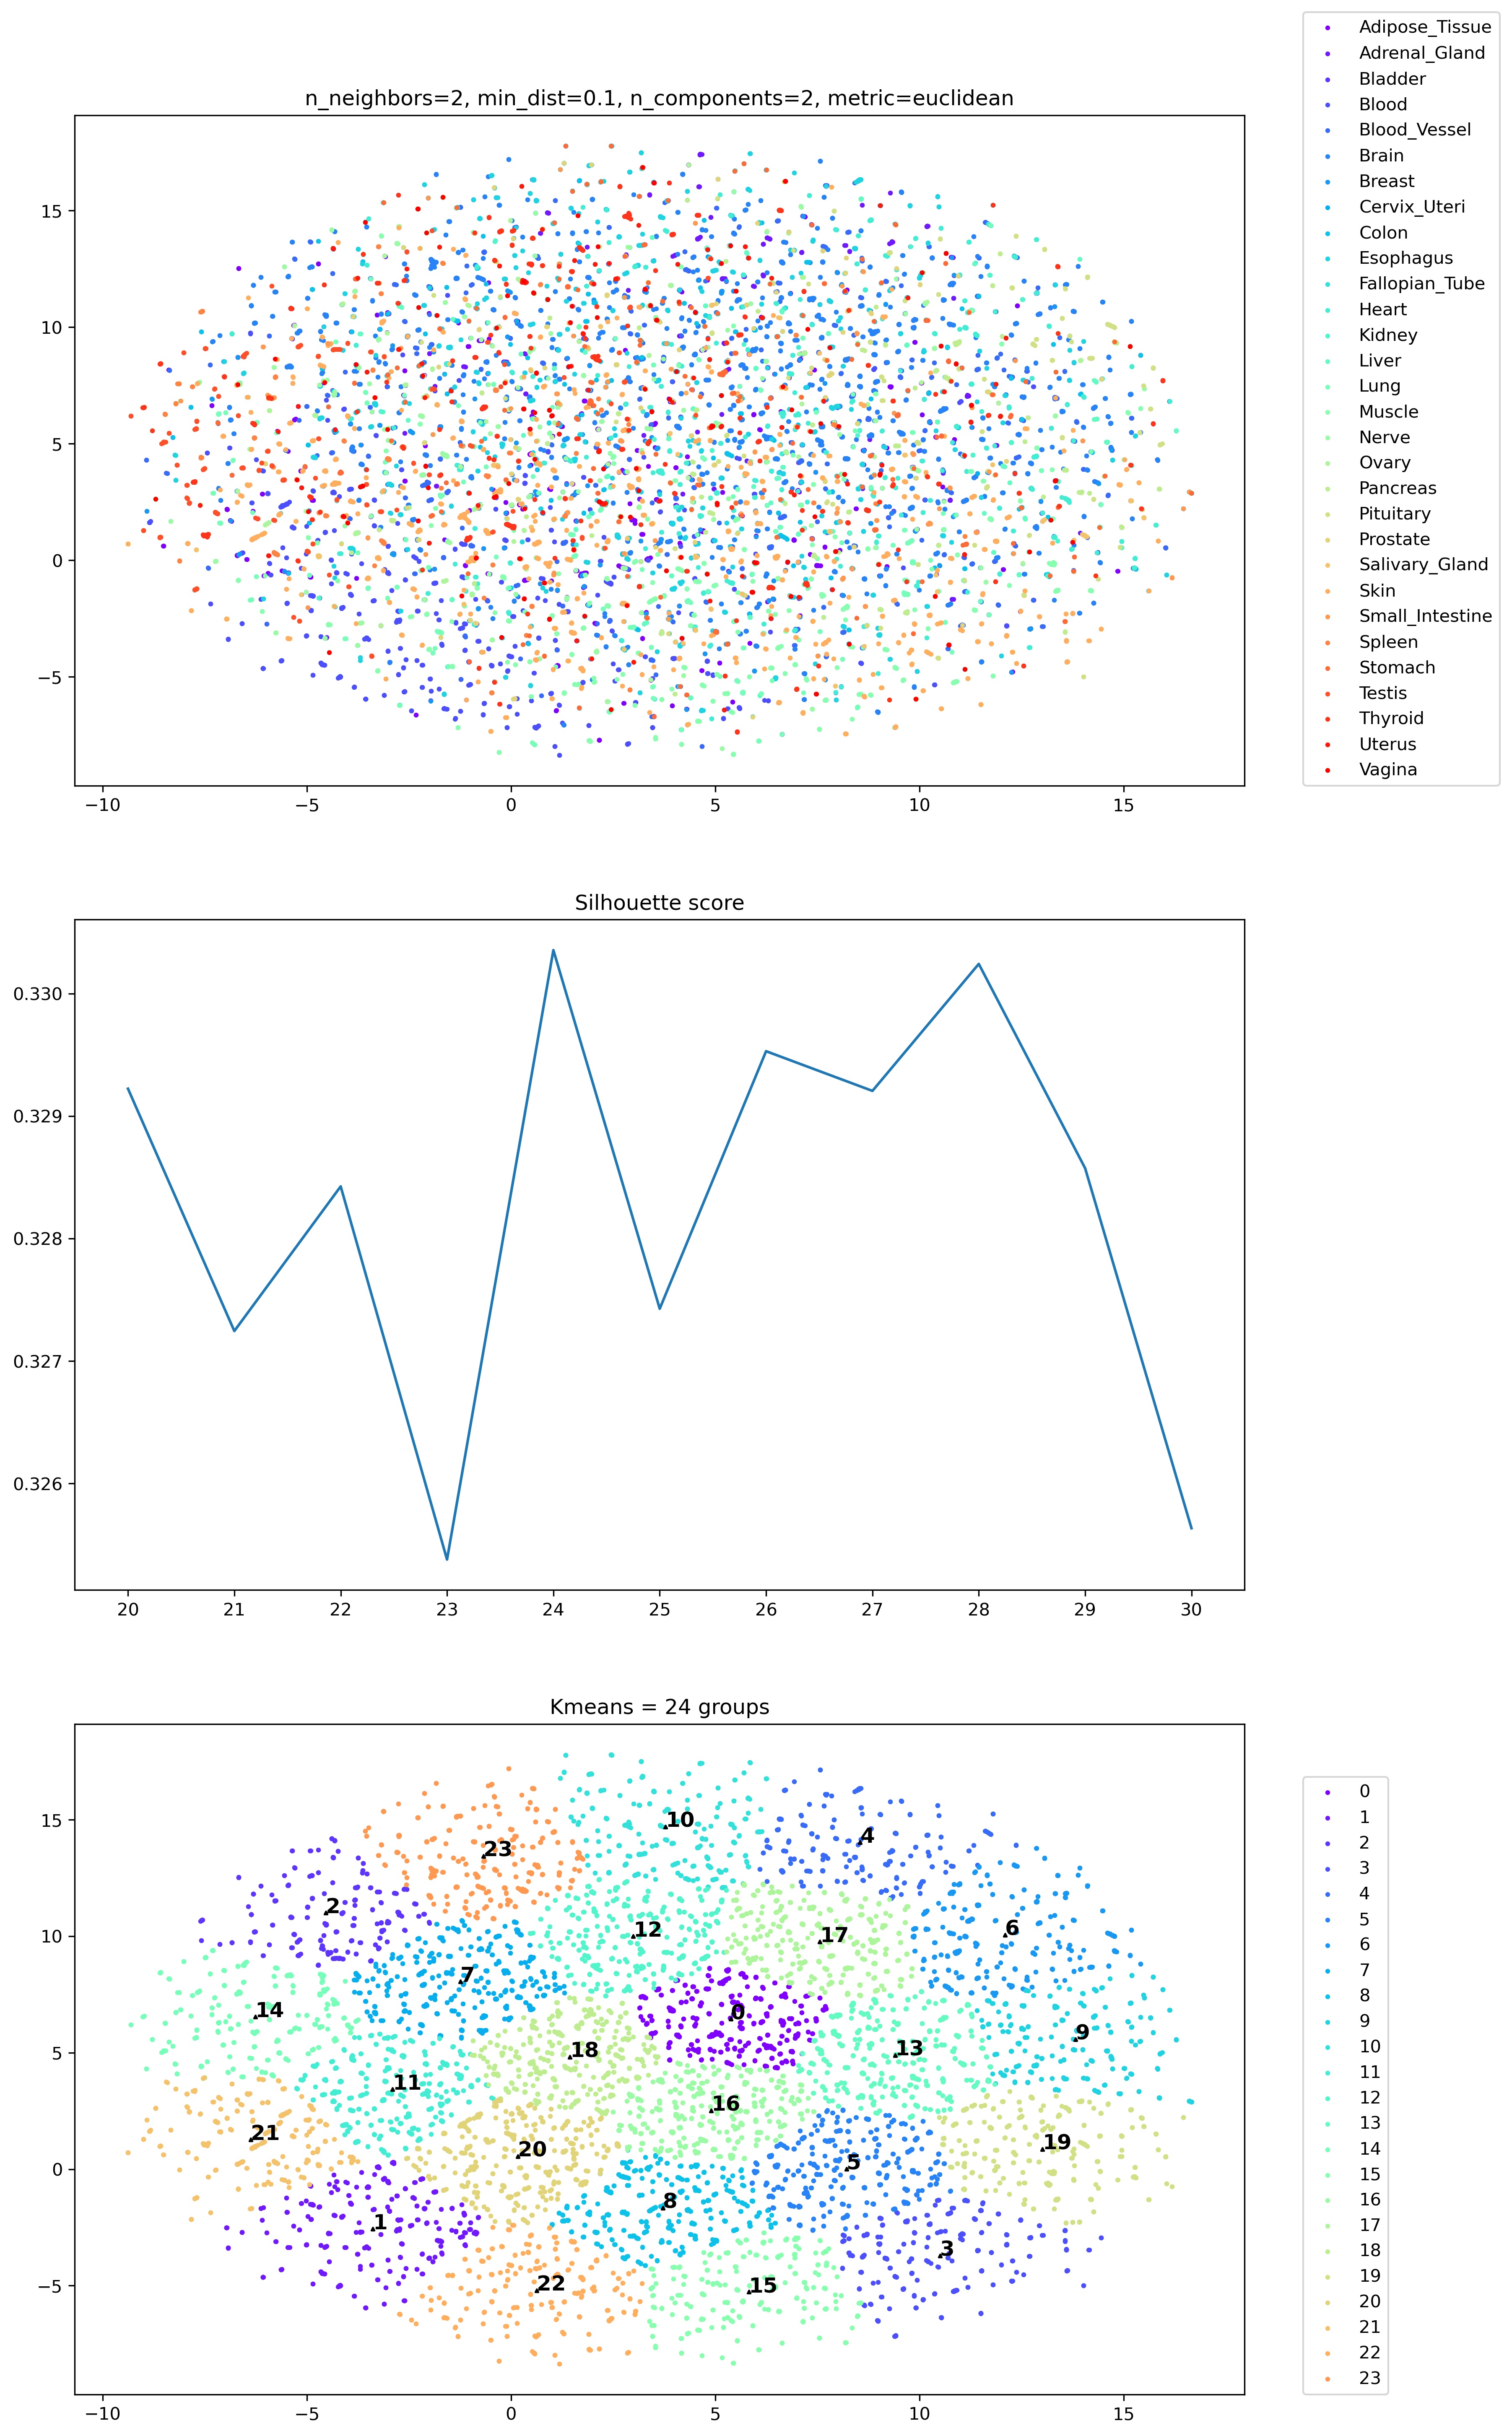 n_neighbors=2, min_dist=0.1, n_components=2, metric=euclidean
15
10
5
0
−5
−10
−5
0
5
10
15
Adipose_Tissue
Adrenal_Gland
Bladder
Blood
Blood_Vessel
Brain
Breast
Cervix_Uteri
Colon
Esophagus
Fallopian_Tube
Heart
Kidney
Liver
Lung
Muscle
Nerve
Ovary
Pancreas
Pituitary
Prostate
Salivary_Gland
Skin
Small_Intestine
Spleen
Stomach
Testis
Thyroid
Uterus
Vagina
Silhouette score
0.330
0.329
0.328
0.327
0.326
20
21
22
23
24
25
26
27
28
29
30
Kmeans = 24 groups
15
10
5
0
−5
−10
−5
0
5
10
15
10
4
23
2
12
17
6
7
14
0
18
13
9
11
16
21
20
19
5
8
1
3
22
15
0
1
2
3
4
5
6
7
8
9
10
11
12
13
14
15
16
17
18
19
20
21
22
23